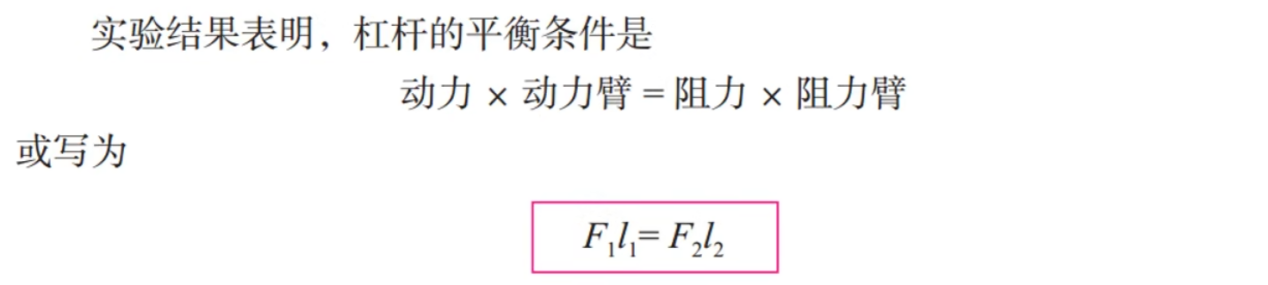 实验结果表明，杠杆的平衡条件是
动力 × 动力臂 = 阻力 × 阻力臂
或写为
F₁l₁= F₂l₂